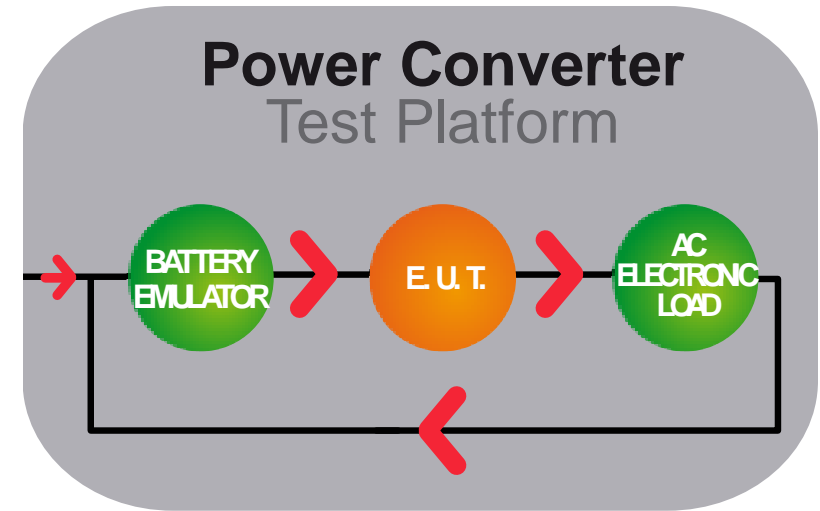 Power Converter
Test Platform
BATTERY
EMULATOR
E. U. T.
AC
ELECTRONIC
LOAD